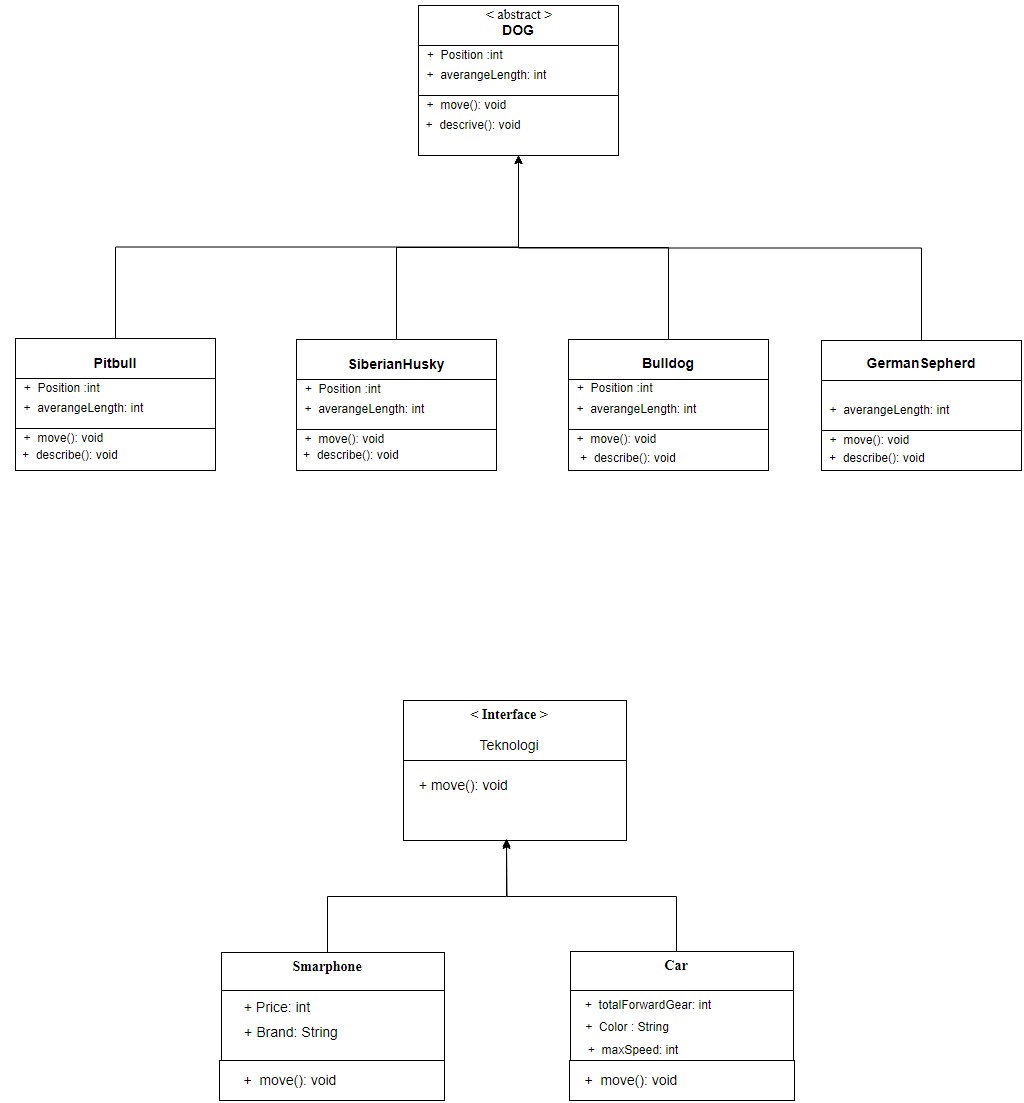 < abstract >
DOG
+ Position :int
+ averangeLength: int
+ move(): void
+ descrive(): void
Pitbull
+ Position :int
+ averangeLength: int
+ move(): void
+ describe(): void
SiberianHusky
+ Position :int
+ averangeLength: int
+ move(): void
+ describe(): void
Bulldog
+ Position :int
+ averangeLength: int
+ move(): void
+ describe(): void
GermanSepherd
+ averangeLength: int
+ move(): void
+ describe(): void
< Interface >
Teknologi
+ move(): void
Smarphone
+ Price: int
+ Brand: String
+ move(): void
Car
+ totalForwardGear: int
+ Color : String
+ maxSpeed: int
+ move(): void